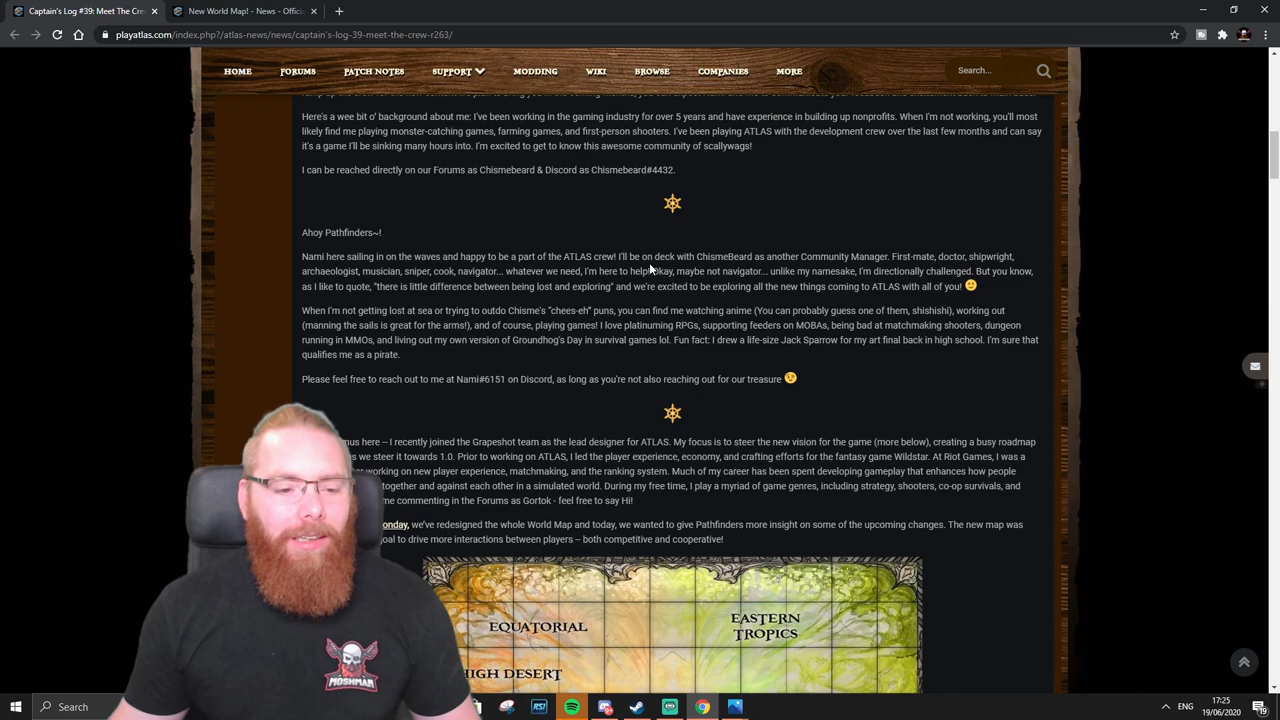 Captain's Log #39: Meet The Cre
New World Map! - Official
playatlas.com/news/news/captains-log-39-meet-the-crew-r263/
HOME FORUMS PATCH NOTES SUPPORT MODDING WIKI BROWSE COMPANIES MORE Search...
Here's a wee bit o' background about me: I've been working in the gaming industry for over 5 years and have experience in building up nonprofits. When I'm not working, you'll most
likely find me playing monster-catching games, farming games, and first-person shooters. I've been playing ATLAS with the development crew over the last few months and can say
it's a game I'll be sinking many hours into. I'm excited to get to know this awesome community of scallywags!
I can be reached directly on our Forums as Chismebeard & Discord as Chismebeard#4432.
Ahoy Pathfinders~!
Nami here sailing in on the waves and happy to be a part of the ATLAS crew! I'll be on deck with ChismeBeard as another Community Manager. First-mate, doctor, shipwright,
archaeologist, musician, sniper, cook, navigator... whatever we need, I'm here to help! Okay, maybe not navigator... unlike my namesake, I'm directionally challenged. But you know,
as I like to quote, "there is little difference between being lost and exploring" and we're excited to be exploring all the new things coming to ATLAS with all of you!
When I'm not getting lost at sea or trying to outdo Chisme's "chees-eh" puns, you can find me watching anime (You can probably guess one of them, shishishi), working out
(manning the sails is great for the arms!), and of course, playing games! I love platinuming RPGs, supporting feeders on MOBAs, being bad at matchmaking shooters, dungeon
running in MMOs, and living out my own version of Groundhog's Day in survival games lol. Fun fact: I drew a life-size Jack Sparrow for my art final back in high school. I'm sure that
qualifies me as a pirate.
Please feel free to reach out to me at Nami#6151 on Discord, as long as you're not also reaching out for our treasure
mus here – I recently joined the Grapeshot team as the lead designer for ATLAS. My focus is to steer the new vision for the game (more below), creating a busy roadmap
s we steer it towards 1.0. Prior to working on ATLAS, I led the player experience, economy, and crafting efforts for the fantasy game Wildstar. At Riot Games, I was a
working on new player experience, matchmaking, and the ranking system. Much of my career has been spent developing gameplay that enhances how people
together and against each other in a simulated world. During my free time, I play a myriad of game genres, including strategy, shooters, co-op survivals, and
me commenting in the Forums as Gortok - feel free to say Hi!
onday, we've redesigned the whole World Map and today, we wanted to give Pathfinders more insight on some of the upcoming changes. The new map was
goal to drive more interactions between players – both competitive and cooperative!
EQUATORIAL
EASTERN
TROPICS
HIGH DESERT
MOSHMAN
Search
RSI
ENG
17:25
19/06/2020